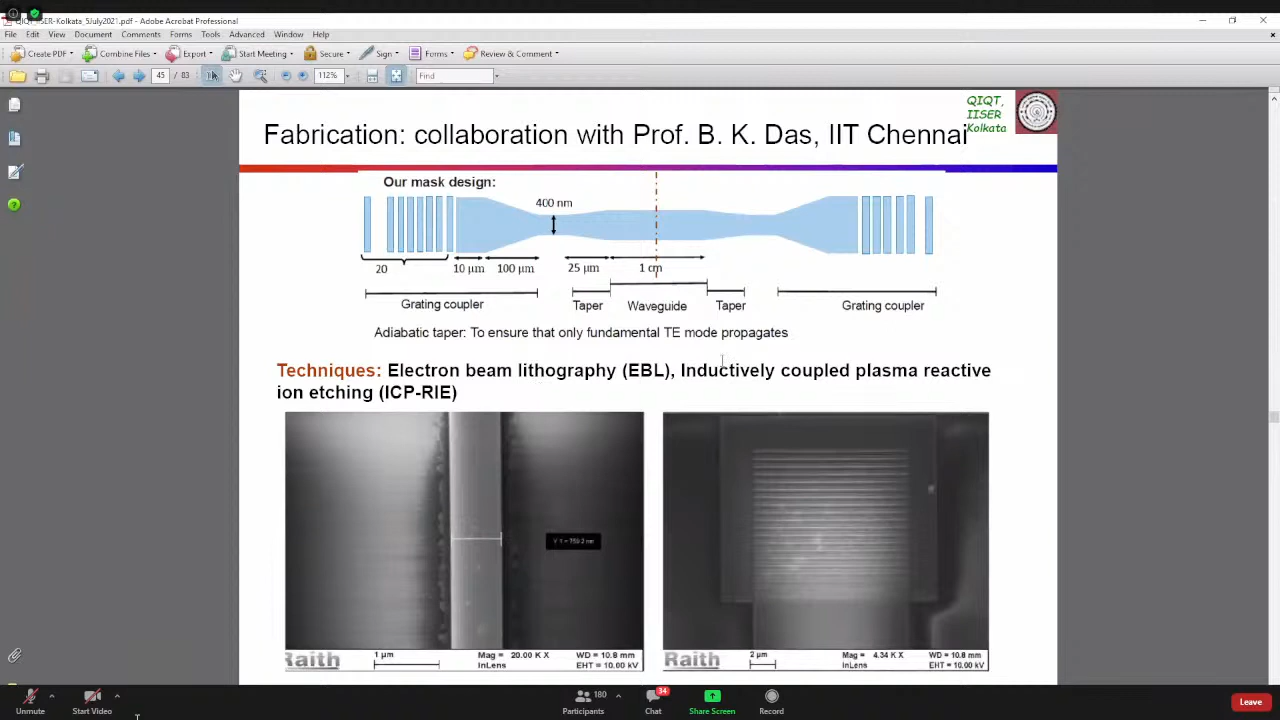 QIQT_IISER-Kolkata_5July2021.pdf - Adobe Acrobat Professional
File Edit View Document Comments Forms Tools Advanced Window Help
Create PDF Combine Files Export Start Meeting Secure Sign Forms Review & Comment
45 / 83 112% Find
QIQT,
IISER
Kolkata
Fabrication: collaboration with Prof. B. K. Das, IIT Chennai
Our mask design:
400 nm
20 10 µm 100 µm 25 µm 1 cm
Grating coupler Taper Waveguide Taper Grating coupler
Adiabatic taper: To ensure that only fundamental TE mode propagates
Techniques: Electron beam lithography (EBL), Inductively coupled plasma reactive
ion etching (ICP-RIE)
Raith 1 µm Mag = 20.00 K X WD = 10.8 mm
InLens EHT = 10.00 kV
Raith 2 µm Mag = 4.34 K X WD = 10.8 mm
InLens EHT = 10.00 kV
Unmute Start Video 180 Participants 34 Chat Share Screen Record Leave